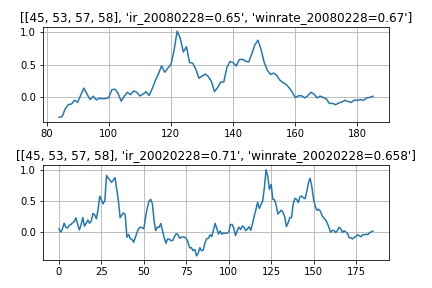 [[45, 53, 57, 58], 'ir_20080228=0.65', 'winrate_20080228=0.67']
1.0
0.5
0.0
80 100 120 140 160 180
[[45, 53, 57, 58], 'ir_20020228=0.71', 'winrate_20020228=0.658']
1.0
0.5
0.0
0 25 50 75 100 125 150 175